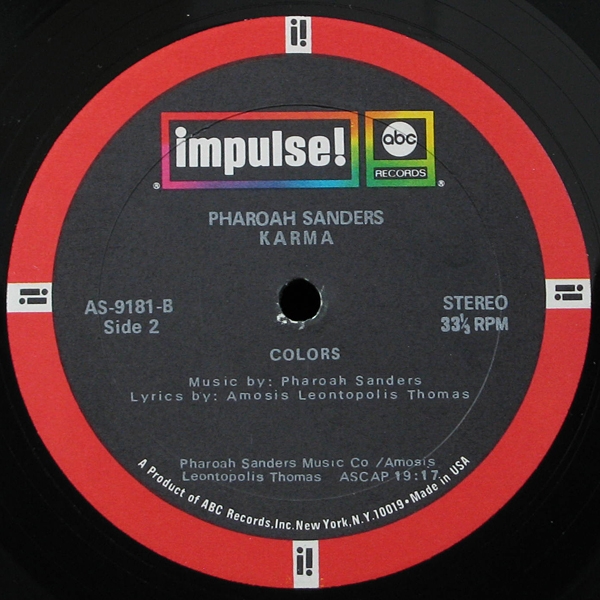 i!
impulse!
abc
RECORDS
®
®
PHAROAH SANDERS
KARMA
i!
i!
AS-9181-B
Side 2
STEREO
33⅓ RPM
COLORS
Music by: Pharoah Sanders
Lyrics by: Amosis Leontopolis Thomas
Pharoah Sanders Music Co /Amosis
Leontopolis Thomas ASCAP 19:17
A Product of ABC Records, Inc. New York, N.Y. 10019 • Made in USA
i!